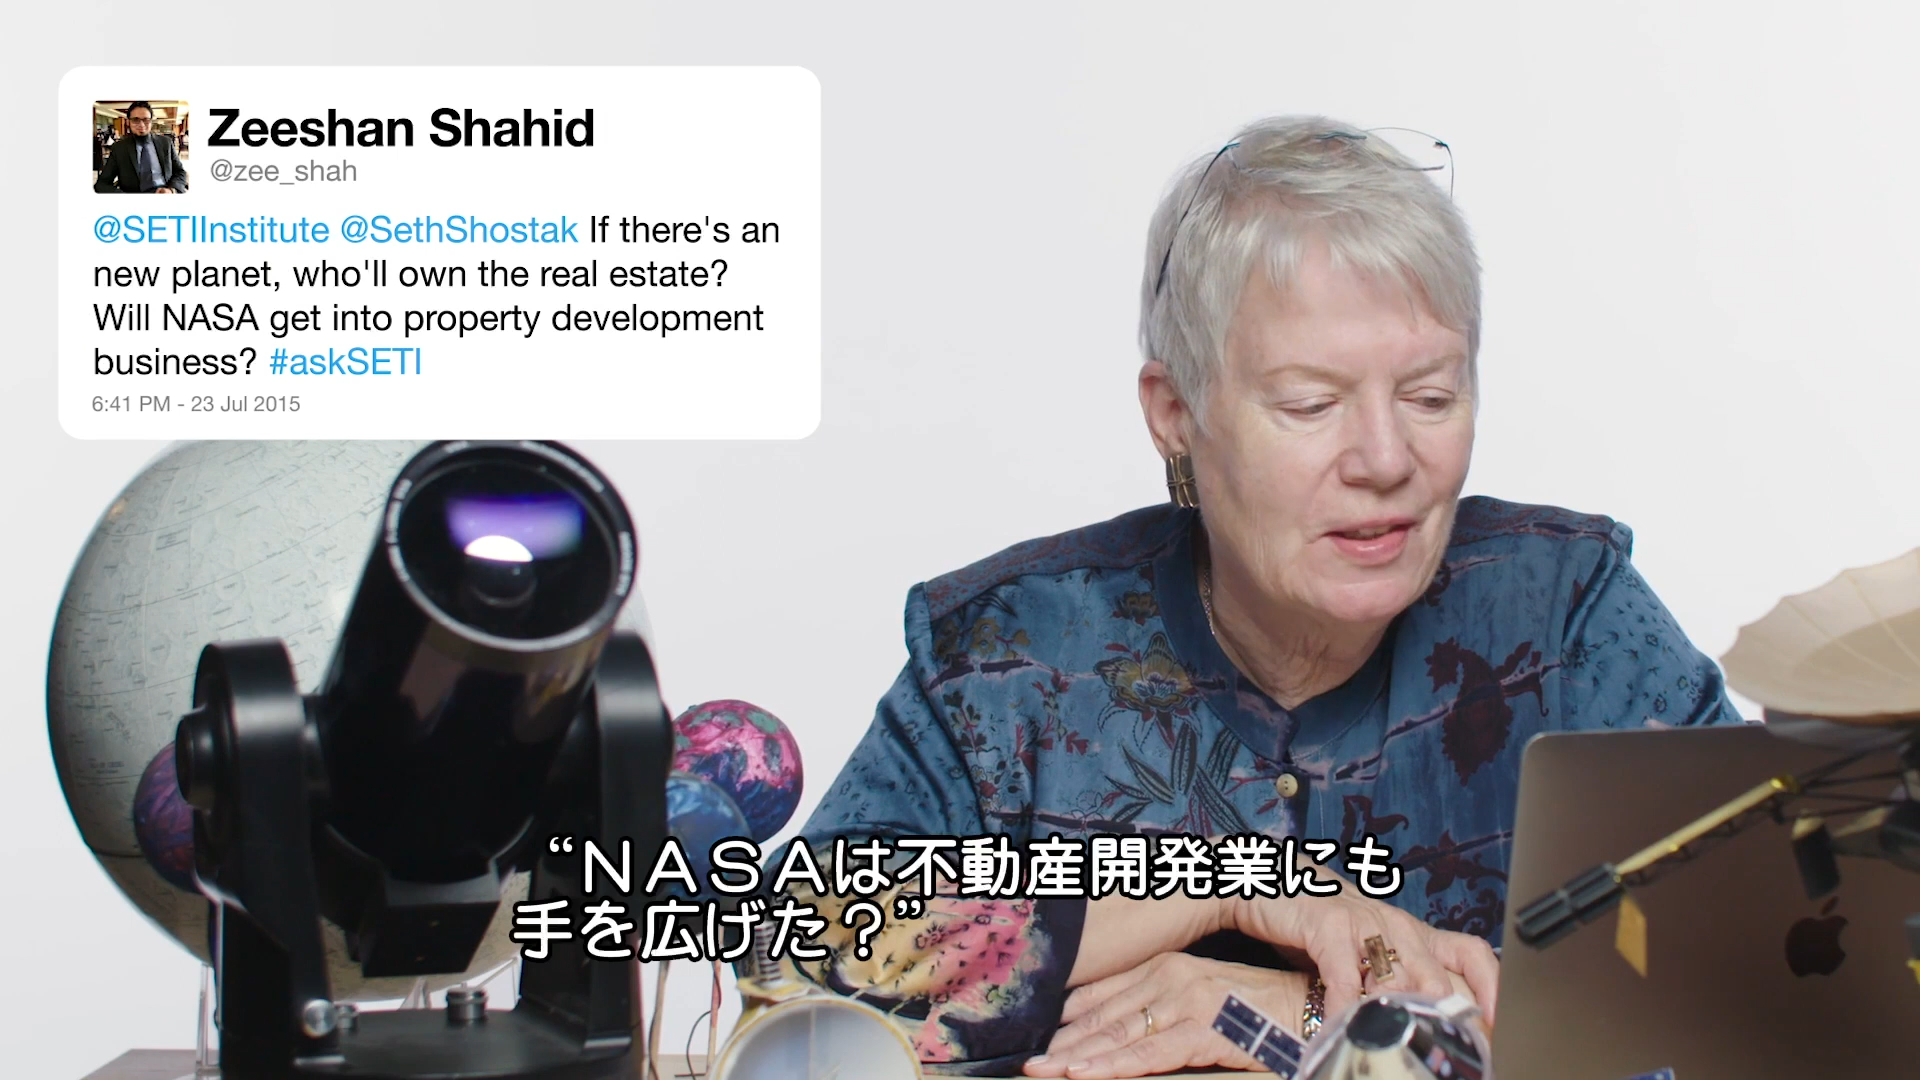 Zeeshan Shahid
@zee_shah
@SETIInstitute @SethShostak If there's an
new planet, who'll own the real estate?
Will NASA get into property development
business? #askSETI
6:41 PM - 23 Jul 2015
“ＮＡＳＡは不動産開発業にも
手を広げた？”